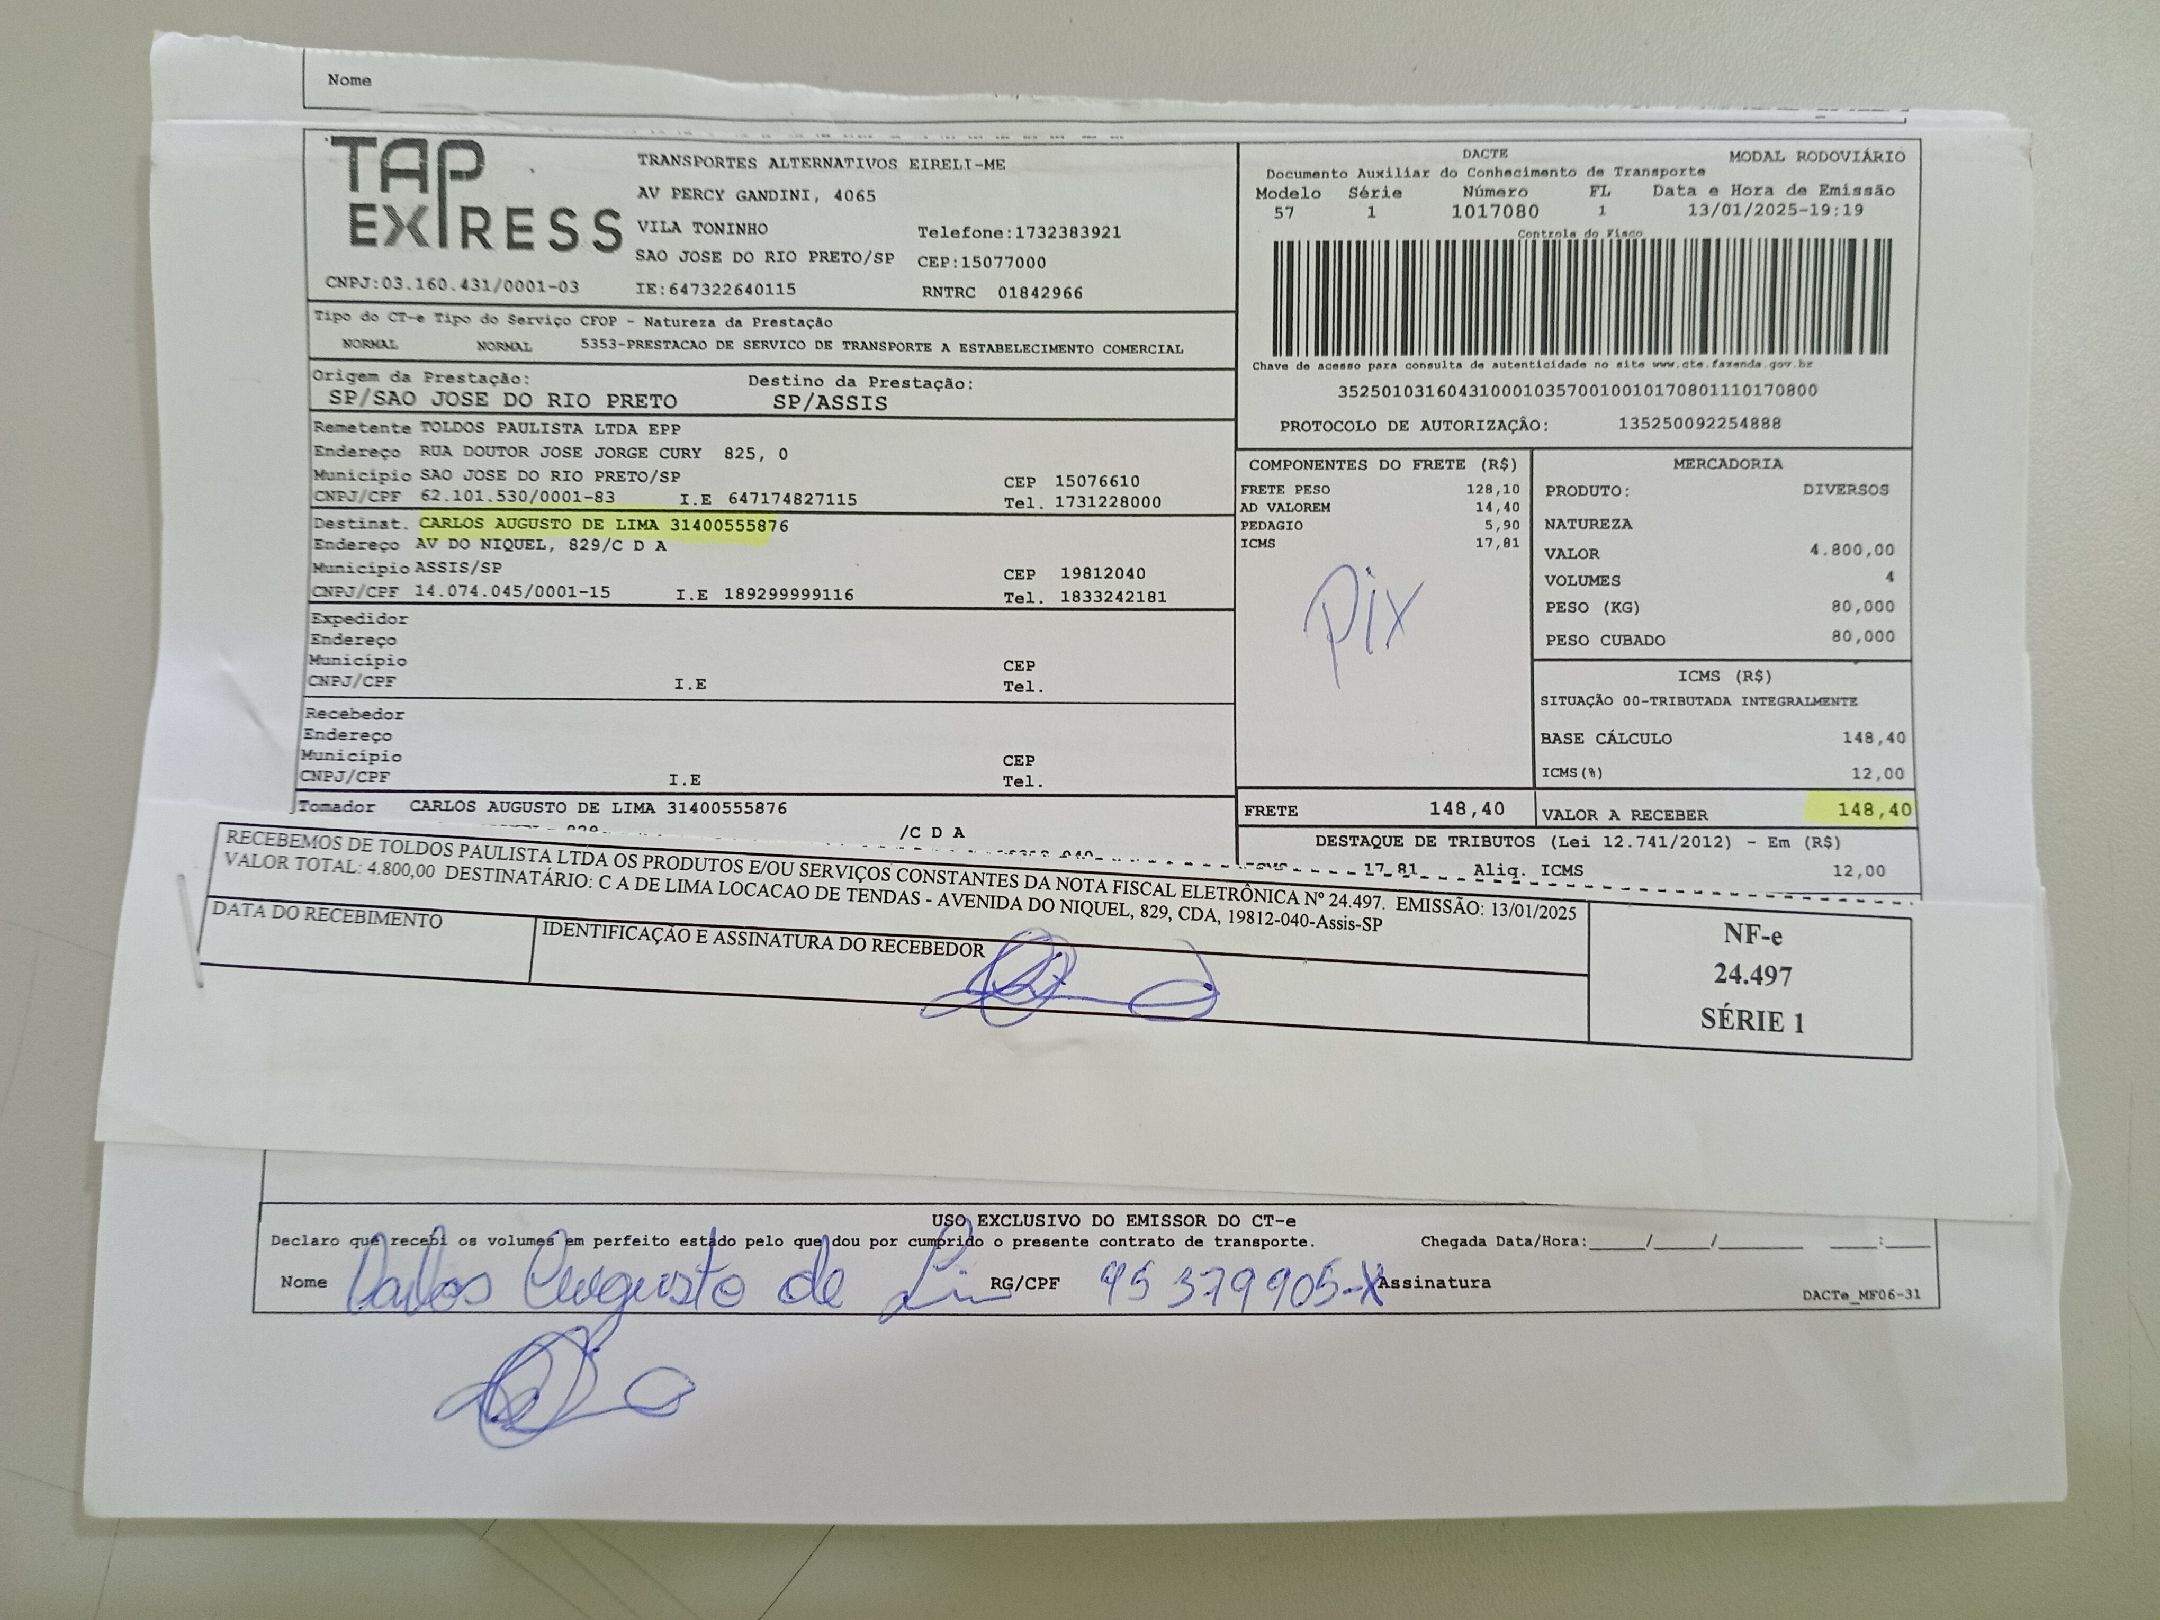 Nome
TAP EXPRESS
TRANSPORTES ALTERNATIVOS EIRELI-ME
AV PERCY GANDINI, 4065
VILA TONINHO
Telefone:1732383921
SAO JOSE DO RIO PRETO/SP
CEP:15077000
CNPJ:03.160.431/0001-03
IE:647322640115
RNTRC 01842966
DACTE
MODAL RODOVIÁRIO
Documento Auxiliar do Conhecimento de Transporte
Modelo Série Número FL Data e Hora de Emissão
57 1 1017080 1 13/01/2025-19:19
Controle do Fisco
Chave de acesso para consulta de autenticidade no site www.cte.fazenda.gov.br
35250103160431000103570010010170801110170800
PROTOCOLO DE AUTORIZAÇÃO: 135250092254888
Tipo do CT-e Tipo do Serviço CFOP - Natureza da Prestação
NORMAL NORMAL 5353-PRESTACAO DE SERVICO DE TRANSPORTE A ESTABELECIMENTO COMERCIAL
Origem da Prestação: Destino da Prestação:
SP/SAO JOSE DO RIO PRETO SP/ASSIS
Remetente TOLDOS PAULISTA LTDA EPP
Endereço RUA DOUTOR JOSE JORGE CURY 825, 0
Município SAO JOSE DO RIO PRETO/SP CEP 15076610
CNPJ/CPF 62.101.530/0001-83 I.E 647174827115 Tel. 1731228000
Destinat. CARLOS AUGUSTO DE LIMA 31400555876
Endereço AV DO NIQUEL, 829/C D A
Município ASSIS/SP CEP 19812040
CNPJ/CPF 14.074.045/0001-15 I.E 189299999116 Tel. 1833242181
Expedidor
Endereço
Município CEP
CNPJ/CPF I.E Tel.
Recebedor
Endereço
Município CEP
CNPJ/CPF I.E Tel.
Tomador CARLOS AUGUSTO DE LIMA 31400555876
/C D A
COMPONENTES DO FRETE (R$)
FRETE PESO 128,10
AD VALOREM 14,40
PEDAGIO 5,90
ICMS 17,81
Pix
MERCADORIA
PRODUTO: DIVERSOS
NATUREZA
VALOR 4.800,00
VOLUMES 4
PESO (KG) 80,000
PESO CUBADO 80,000
ICMS (R$)
SITUAÇÃO 00-TRIBUTADA INTEGRALMENTE
BASE CÁLCULO 148,40
ICMS(%) 12,00
FRETE 148,40 VALOR A RECEBER 148,40
DESTAQUE DE TRIBUTOS (Lei 12.741/2012) - Em (R$)
17,81 Aliq. ICMS 12,00
RECEBEMOS DE TOLDOS PAULISTA LTDA OS PRODUTOS E/OU SERVIÇOS CONSTANTES DA NOTA FISCAL ELETRÔNICA Nº 24.497. EMISSÃO: 13/01/2025
VALOR TOTAL: 4.800,00 DESTINATÁRIO: C A DE LIMA LOCACAO DE TENDAS - AVENIDA DO NIQUEL, 829, CDA, 19812-040-Assis-SP
DATA DO RECEBIMENTO
IDENTIFICAÇÃO E ASSINATURA DO RECEBEDOR
NF-e
24.497
SÉRIE 1
USO EXCLUSIVO DO EMISSOR DO CT-e
Declaro que recebi os volumes em perfeito estado pelo que dou por cumprido o presente contrato de transporte. Chegada Data/Hora:____/____/______ ___:___
Nome Carlos Augusto de Lima RG/CPF 45379905-X Assinatura
DACTe_MF06-31